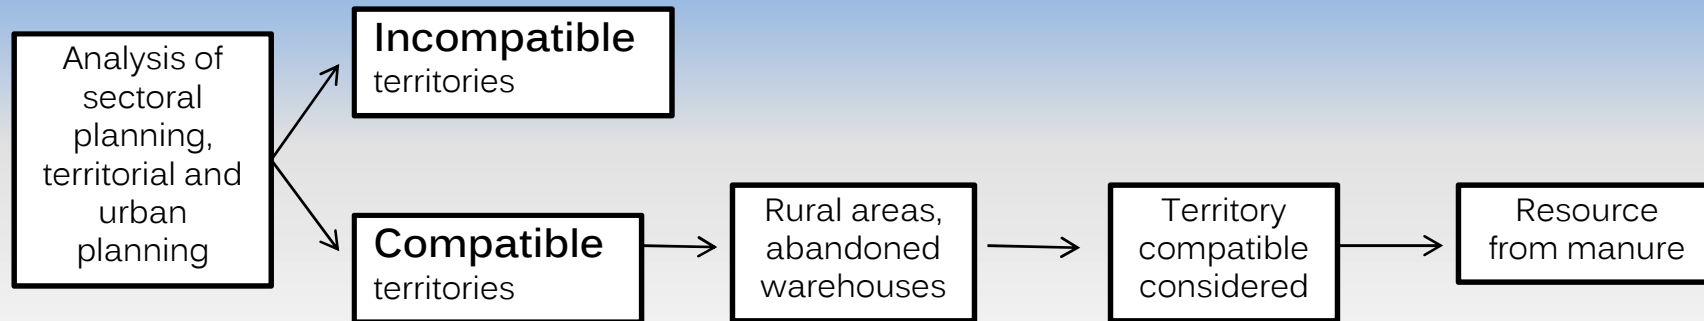 Analysis of
sectoral
planning,
territorial and
urban
planning
Incompatible
territories
Compatible
territories
Rural areas,
abandoned
warehouses
Territory
compatible
considered
Resource
from manure